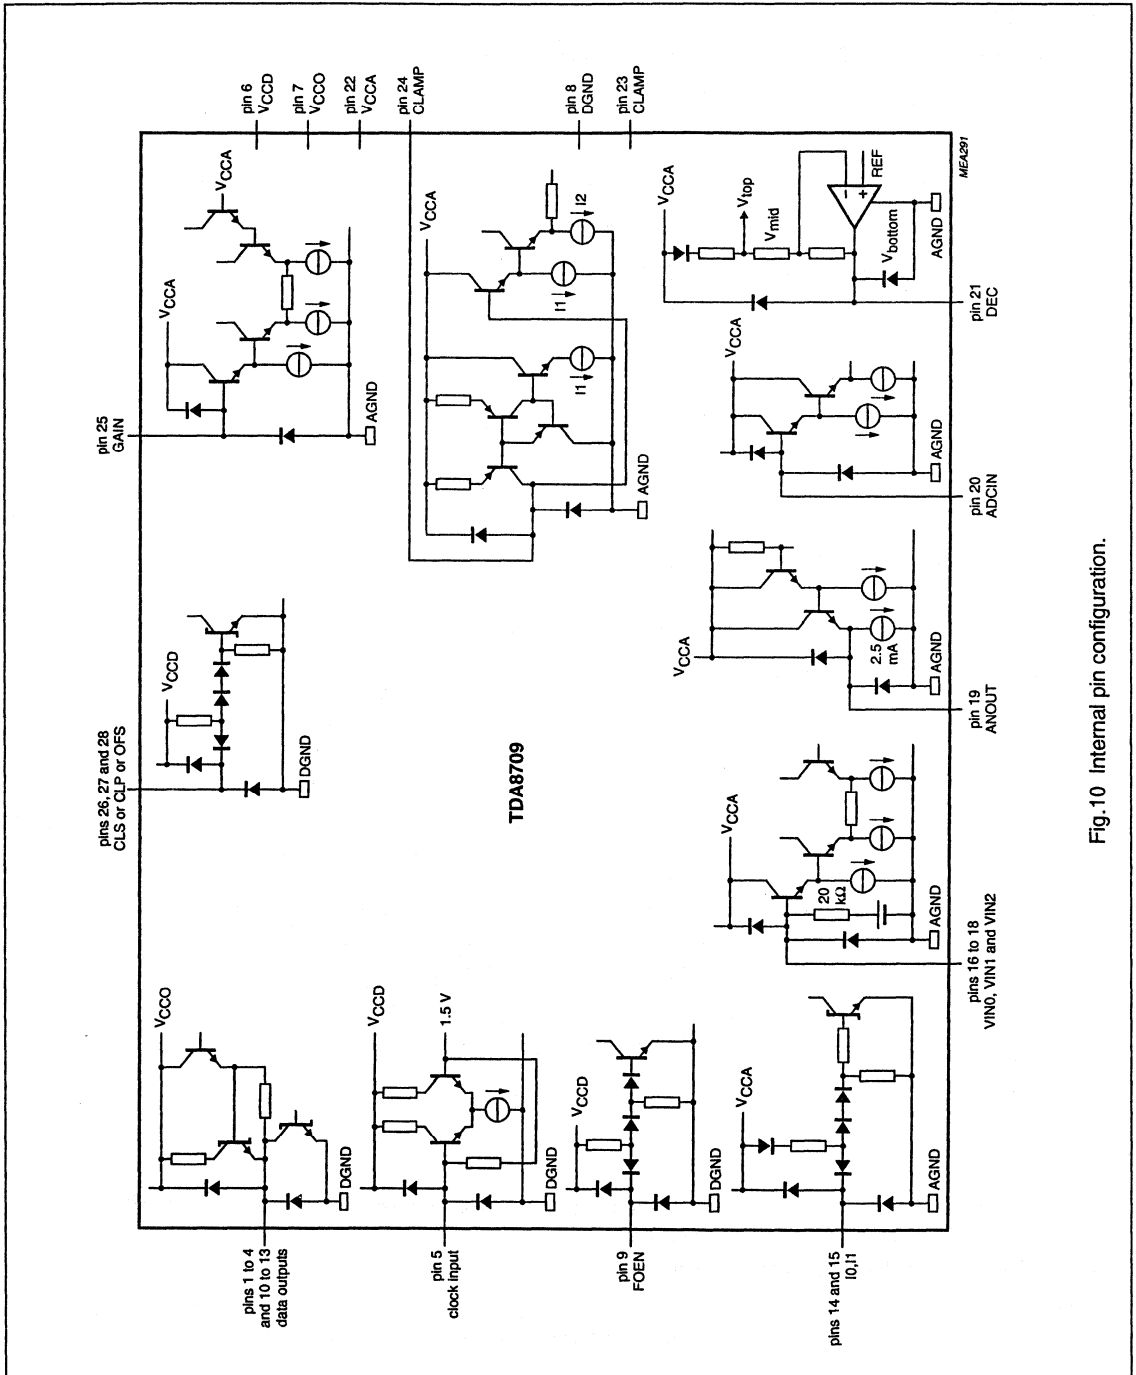 pin 6
VCCD
pin 7
VCCO
pin 22
VCCA
pin 24
CLAMP
pin 8
DGND
pin 23
CLAMP
pin 25
GAIN
VCCA
VCCA
AGND
VCCA
I1
I1
I2
AGND
VCCA
Vtop
Vmid
REF
Vbottom
AGND
MEA291
pin 21
DEC
VCCA
AGND
pin 20
ADCIN
VCCA
2.5
mA
AGND
pin 19
ANOUT
pins 26, 27 and 28
CLS or CLP or OFS
VCCD
DGND
TDA8709
VCCA
20
kΩ
AGND
pins 16 to 18
VIN0, VIN1 and VIN2
VCCO
DGND
pins 1 to 4
and 10 to 13
data outputs
VCCD
1.5 V
DGND
pin 5
clock input
VCCD
DGND
pin 9
FOEN
VCCA
AGND
pins 14 and 15
I0,I1
Fig.10 Internal pin configuration.